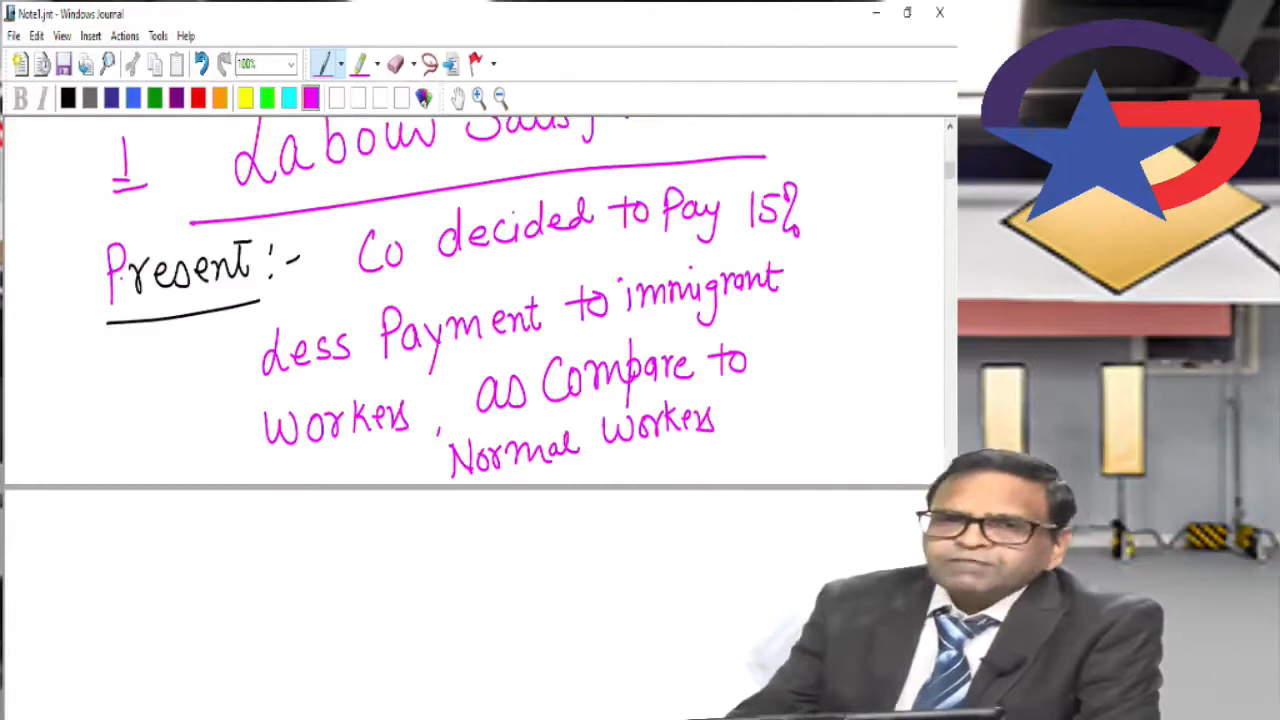 Note1.jnt - Windows Journal
File Edit View Insert Actions Tools Help
100%
B I
1 Labour
Present :- Co decided to Pay 15%
Less Payment to immigrant
Workers, as Compare to
Normal Workers